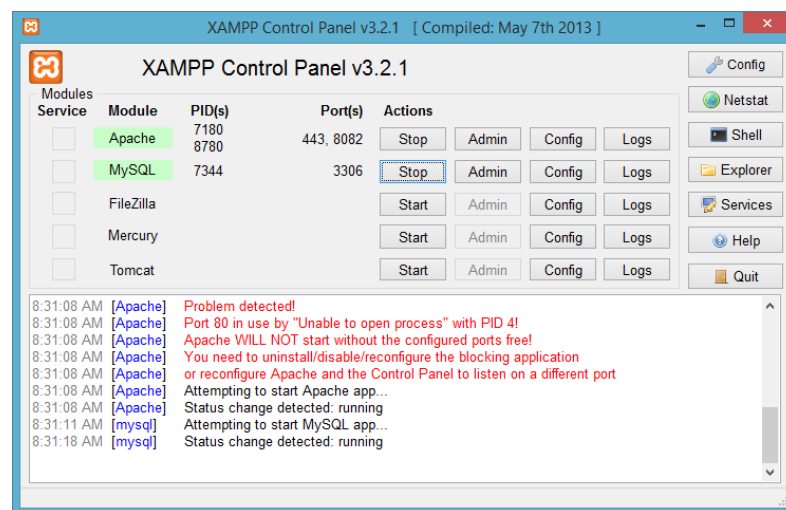 XAMPP Control Panel v3.2.1 [ Compiled: May 7th 2013 ]
XAMPP Control Panel v3.2.1
Config
Netstat
Shell
Explorer
Services
Help
Quit
Modules
Service Module PID(s) Port(s) Actions
Apache 7180 8780 443, 8082 Stop Admin Config Logs
MySQL 7344 3306 Stop Admin Config Logs
FileZilla Start Admin Config Logs
Mercury Start Admin Config Logs
Tomcat Start Admin Config Logs
8:31:08 AM [Apache] Problem detected!
8:31:08 AM [Apache] Port 80 in use by "Unable to open process" with PID 4!
8:31:08 AM [Apache] Apache WILL NOT start without the configured ports free!
8:31:08 AM [Apache] You need to uninstall/disable/reconfigure the blocking application
8:31:08 AM [Apache] or reconfigure Apache and the Control Panel to listen on a different port
8:31:08 AM [Apache] Attempting to start Apache app...
8:31:08 AM [Apache] Status change detected: running
8:31:11 AM [mysql] Attempting to start MySQL app...
8:31:18 AM [mysql] Status change detected: running